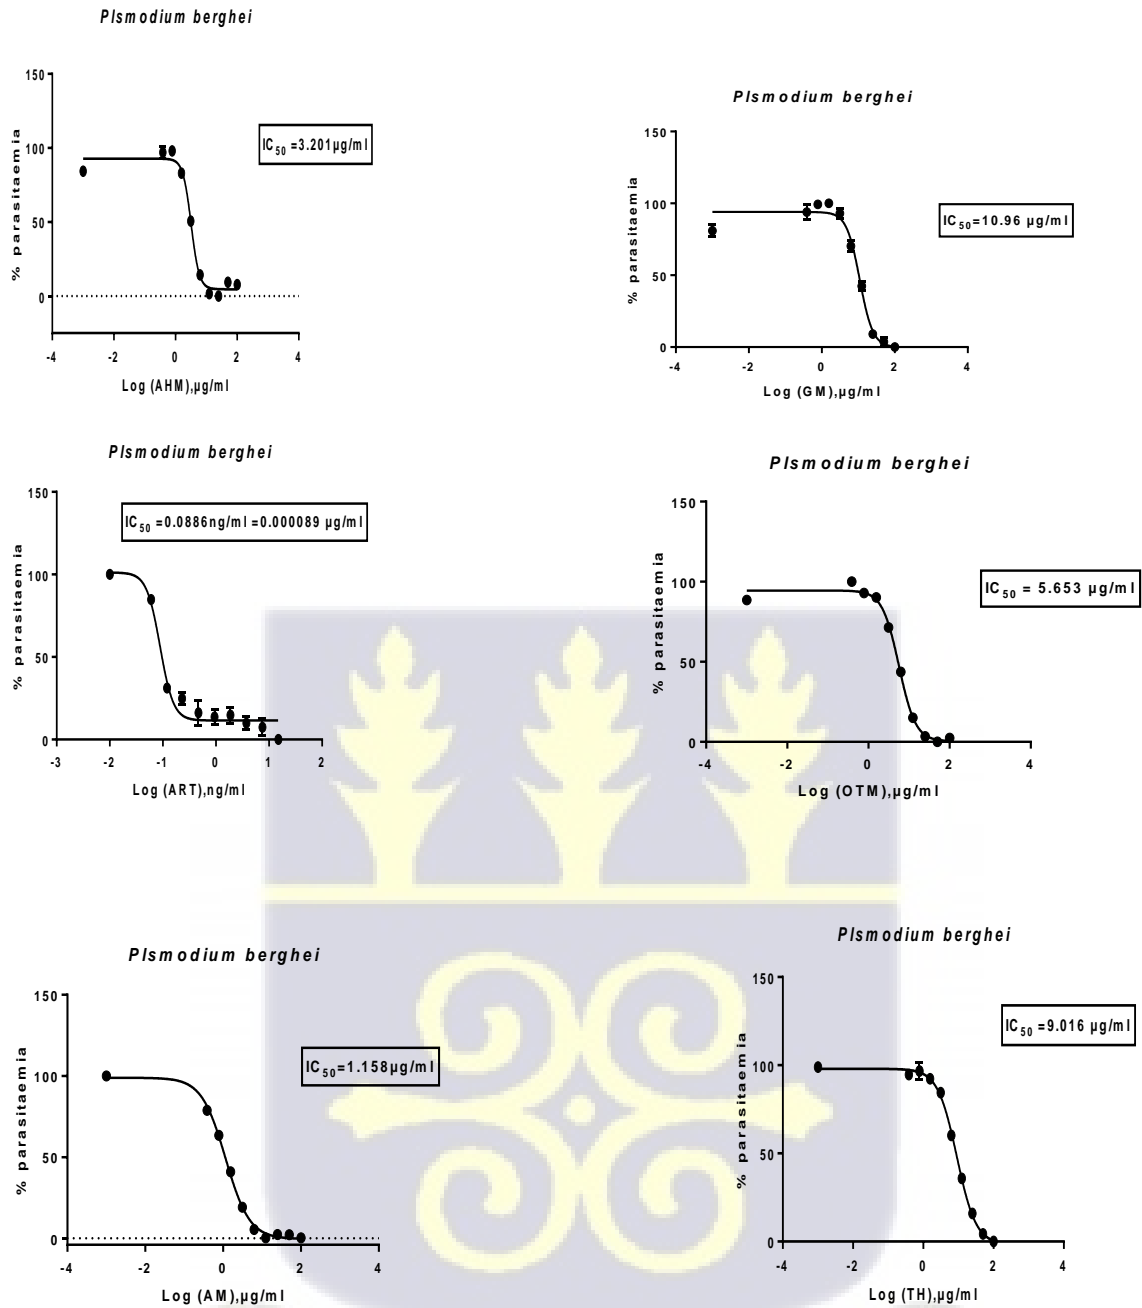 Plsmodium berghei
150
100
50
0
% parasitaemia
IC50 =3.201µg/ml
-4 -2 0 2 4
Log (AHM),µg/ml
Plsmodium berghei
150
100
50
0
% parasitaemia
IC50=10.96 µg/ml
-4 -2 0 2 4
Log (GM),µg/ml
Plsmodium berghei
150
100
50
0
% parasitaemia
IC50 =0.0886ng/ml =0.000089 µg/ml
-3 -2 -1 0 1 2
Log (ART),ng/ml
Plsmodium berghei
150
100
50
0
% parasitaemia
IC50 = 5.653 µg/ml
-4 -2 0 2 4
Log (OTM),µg/ml
Plsmodium berghei
150
100
50
0
% parasitaemia
IC50=1.158µg/ml
-4 -2 0 2 4
Log (AM),µg/ml
Plsmodium berghei
150
100
50
0
% parasitaemia
IC50 =9.016 µg/ml
-4 -2 0 2 4
Log (TH),µg/ml